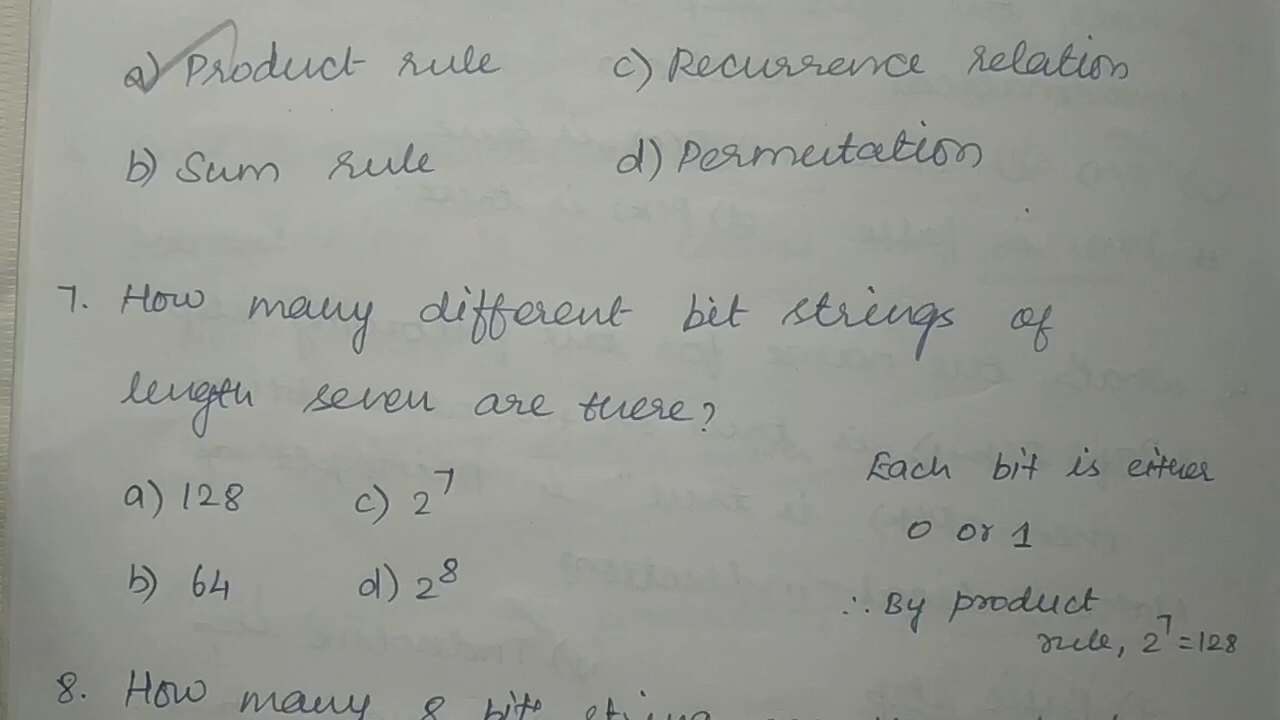 a) Product rule c) Recurrence relation
b) Sum rule d) Permutation
7. How many different bit strings of
length seven are there?
a) 128 c) 2^7
b) 64 d) 2^8
Each bit is either
0 or 1
∴ By product
rule, 2^7 = 128
8. How many 8 bit